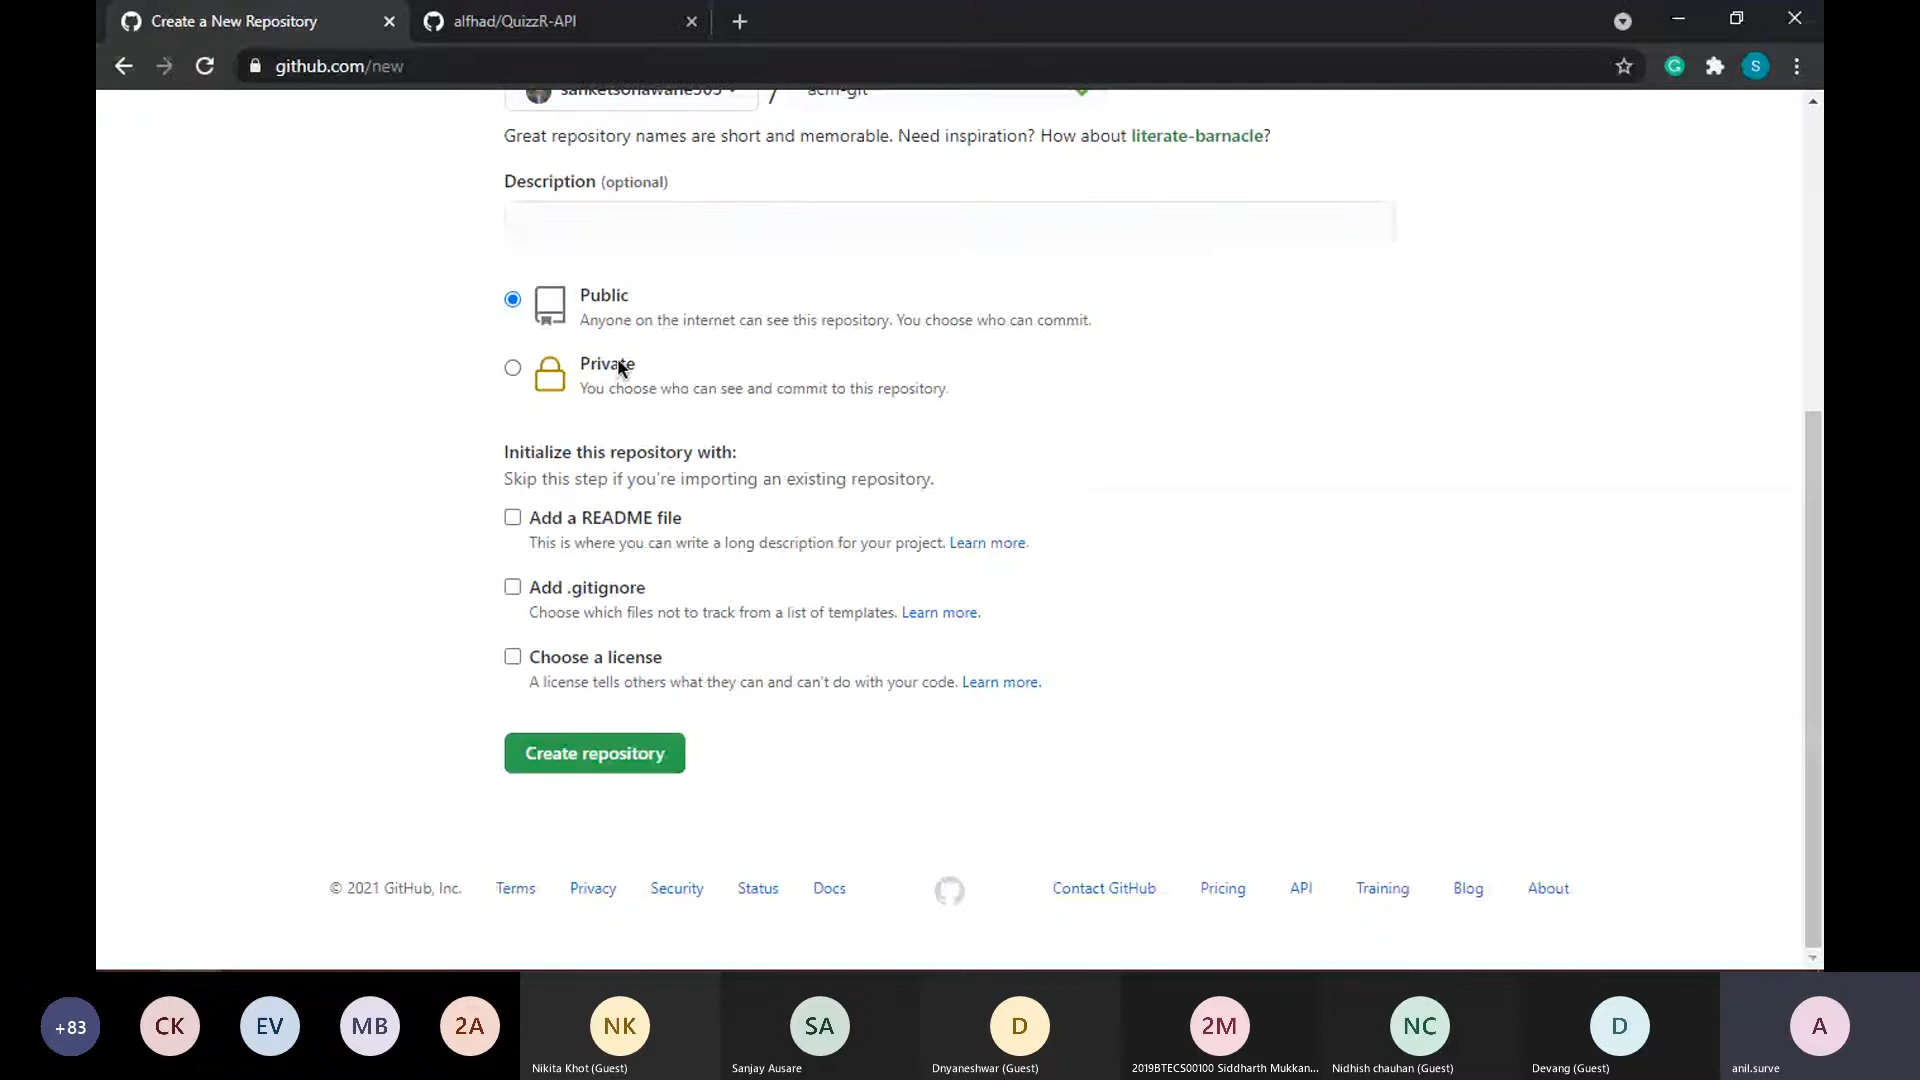 Create a New Repository
alfhad/QuizzR-API
github.com/new
S
sanketsonawane305 / acm-git
Great repository names are short and memorable. Need inspiration? How about literate-barnacle?
Description (optional)
Public
Anyone on the internet can see this repository. You choose who can commit.
Private
You choose who can see and commit to this repository.
Initialize this repository with:
Skip this step if you're importing an existing repository.
Add a README file
This is where you can write a long description for your project. Learn more.
Add .gitignore
Choose which files not to track from a list of templates. Learn more.
Choose a license
A license tells others what they can and can't do with your code. Learn more.
Create repository
© 2021 GitHub, Inc. Terms Privacy Security Status Docs Contact GitHub Pricing API Training Blog About
+83 CK EV MB 2A NK SA D 2M NC D A
Nikita Khot (Guest) Sanjay Ausare Dnyaneshwar (Guest) 2019BTECS00100 Siddharth Mukkan... Nidhish chauhan (Guest) Devang (Guest) anil.surve